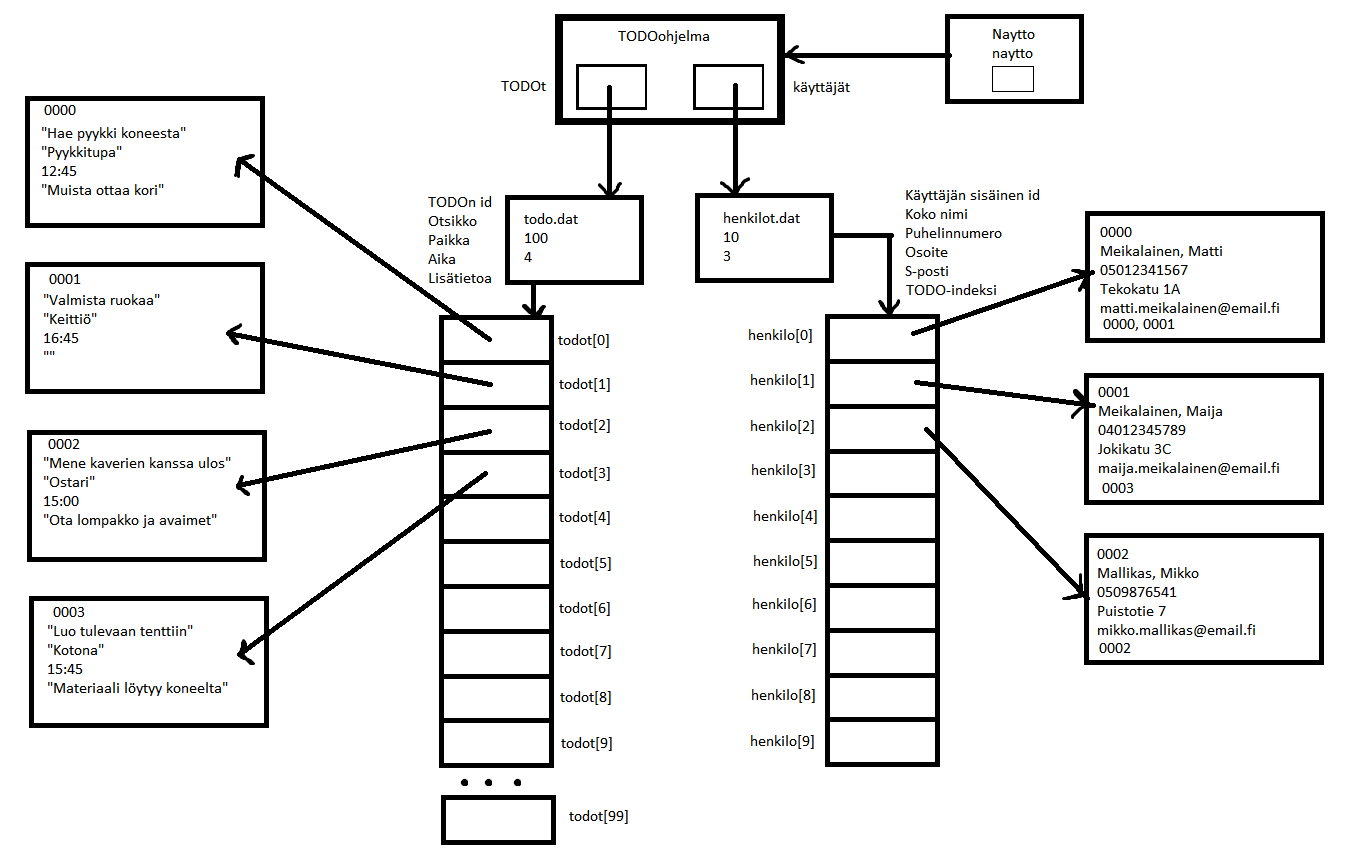 TODOohjelma
TODOt
käyttäjät
Naytto
naytto
0000
"Hae pyykki koneesta"
"Pyykkitupa"
12:45
"Muista ottaa kori"
0001
"Valmista ruokaa"
"Keittiö"
16:45
""
0002
"Mene kaverien kanssa ulos"
"Ostari"
15:00
"Ota lompakko ja avaimet"
0003
"Luo tulevaan tenttiin"
"Kotona"
15:45
"Materiaali löytyy koneelta"
TODOn id
Otsikko
Paikka
Aika
Lisätietoa
todo.dat
100
4
todot[0]
todot[1]
todot[2]
todot[3]
todot[4]
todot[5]
todot[6]
todot[7]
todot[8]
todot[9]
. . .
todot[99]
henkilot.dat
10
3
Käyttäjän sisäinen id
Koko nimi
Puhelinnumero
Osoite
S-posti
TODO-indeksi
henkilo[0]
henkilo[1]
henkilo[2]
henkilo[3]
henkilo[4]
henkilo[5]
henkilo[6]
henkilo[7]
henkilo[8]
henkilo[9]
0000
Meikalainen, Matti
05012341567
Tekokatu 1A
matti.meikalainen@email.fi
0000, 0001
0001
Meikalainen, Maija
04012345789
Jokikatu 3C
maija.meikalainen@email.fi
0003
0002
Mallikas, Mikko
0509876541
Puistotie 7
mikko.mallikas@email.fi
0002